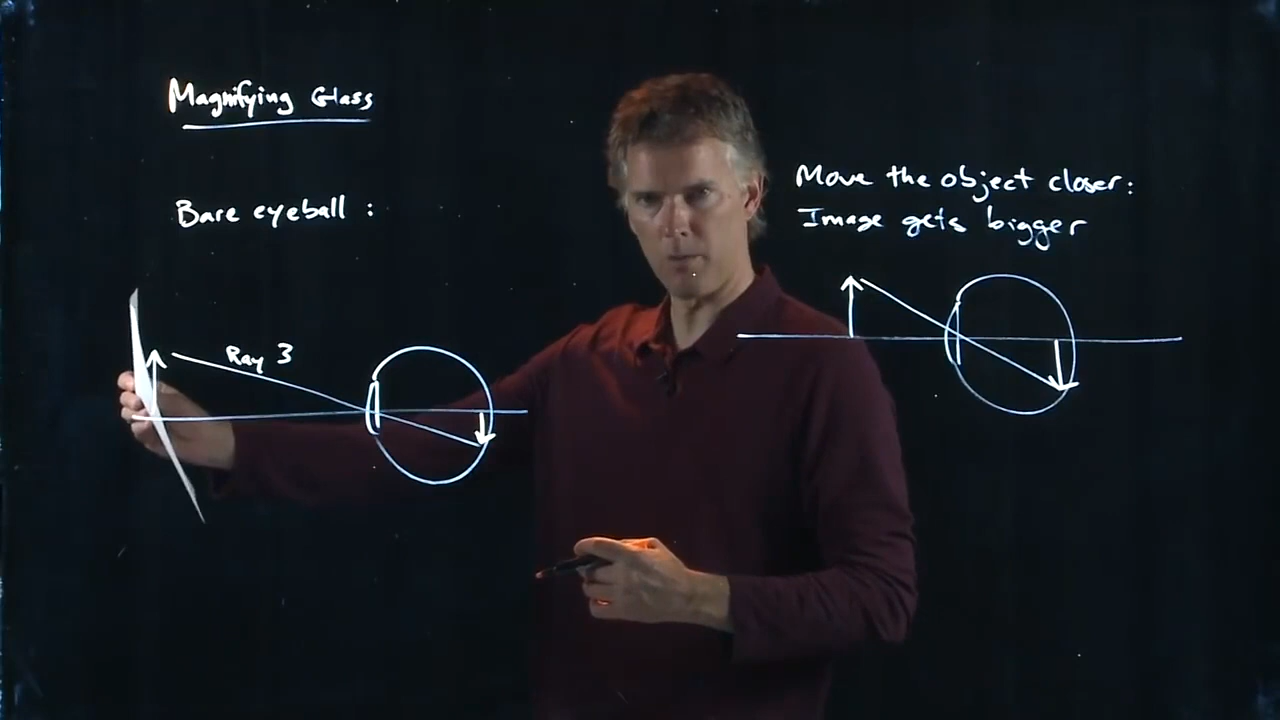 Magnifying Glass
Bare eyeball :
Ray 3
Move the object closer:
Image gets bigger